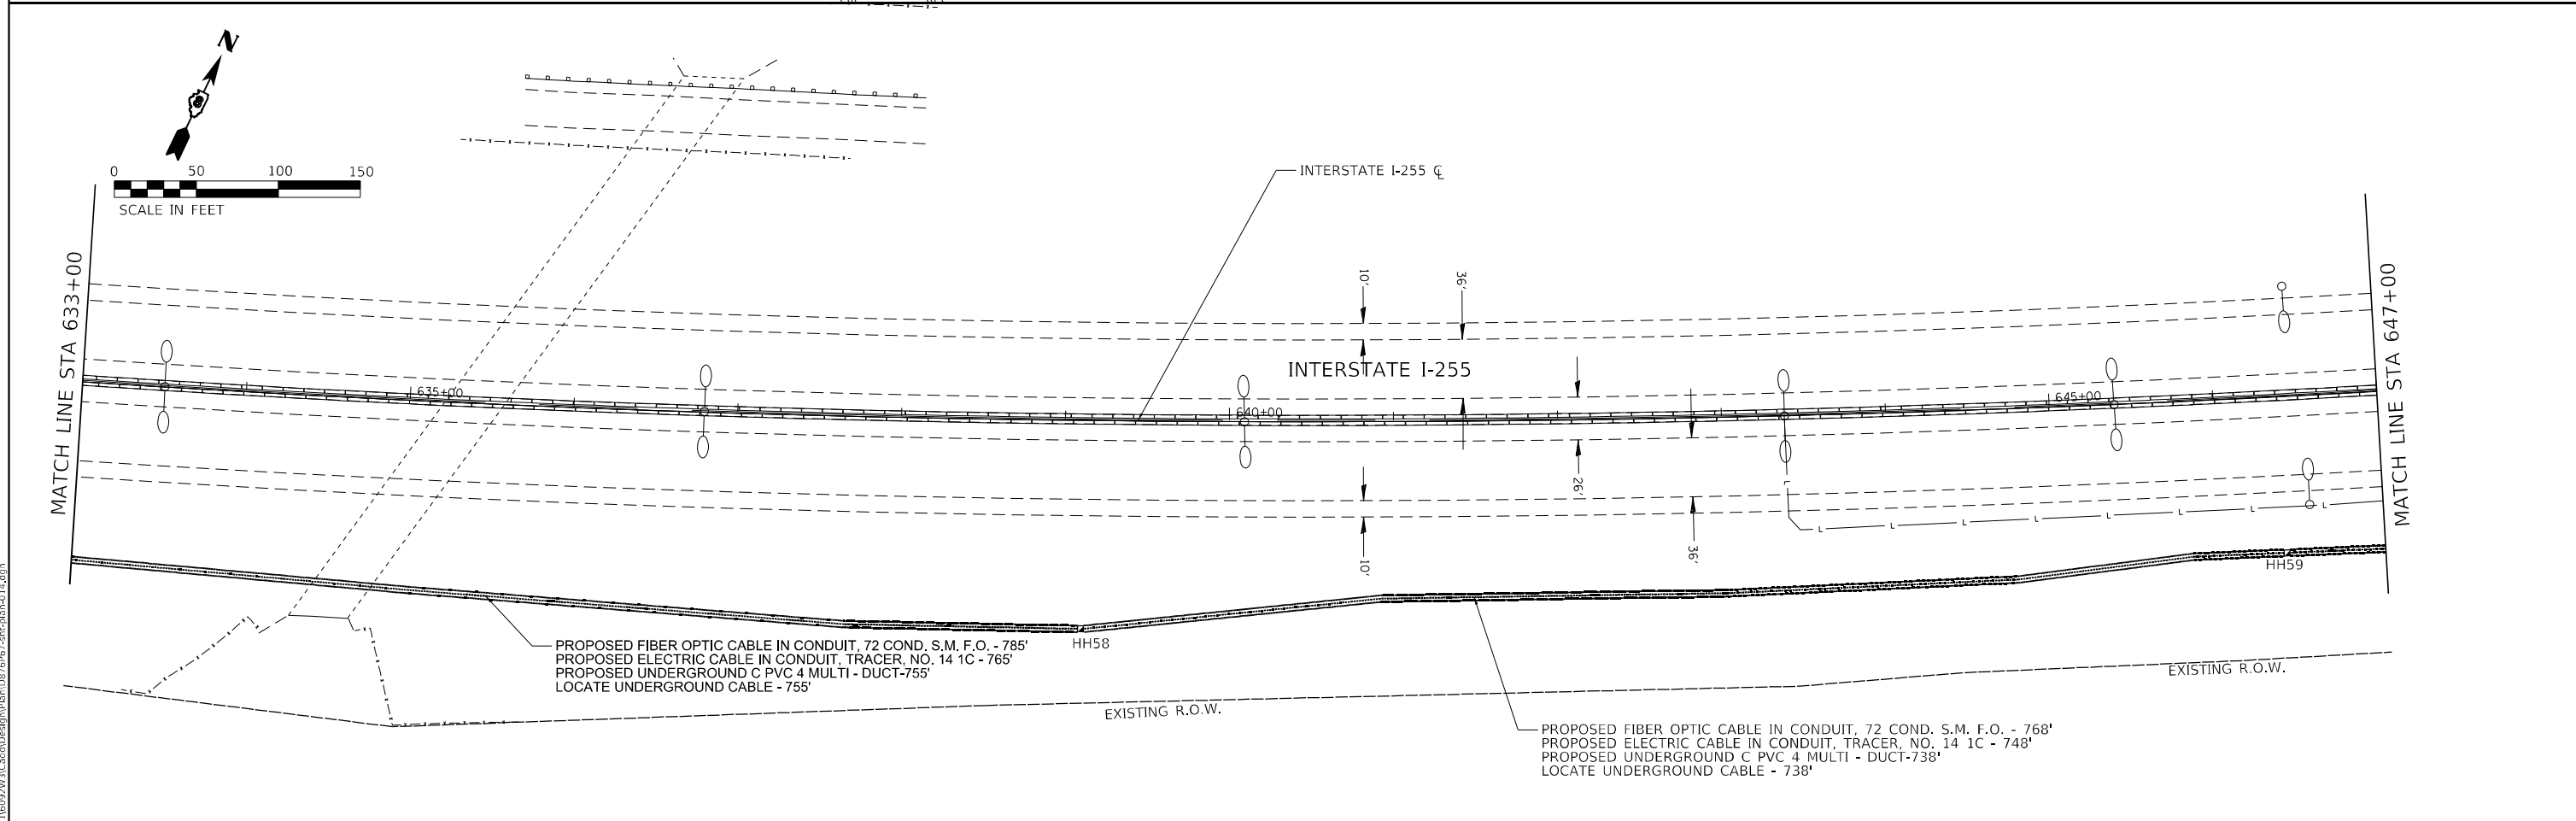 N
0 50 100 150
SCALE IN FEET
INTERSTATE I-255 ℄
MATCH LINE STA 633+00
MATCH LINE STA 647+00
10'
36'
INTERSTATE I-255
635+00
640+00
645+00
26'
10'
36'
L
L L L L L L L L
HH59
HH58
PROPOSED FIBER OPTIC CABLE IN CONDUIT, 72 COND. S.M. F.O. - 785'
PROPOSED ELECTRIC CABLE IN CONDUIT, TRACER, NO. 14 1C - 765'
PROPOSED UNDERGROUND C PVC 4 MULTI - DUCT-755'
LOCATE UNDERGROUND CABLE - 755'
EXISTING R.O.W.
EXISTING R.O.W.
PROPOSED FIBER OPTIC CABLE IN CONDUIT, 72 COND. S.M. F.O. - 768'
PROPOSED ELECTRIC CABLE IN CONDUIT, TRACER, NO. 14 1C - 748'
PROPOSED UNDERGROUND C PVC 4 MULTI - DUCT-738'
LOCATE UNDERGROUND CABLE - 738'